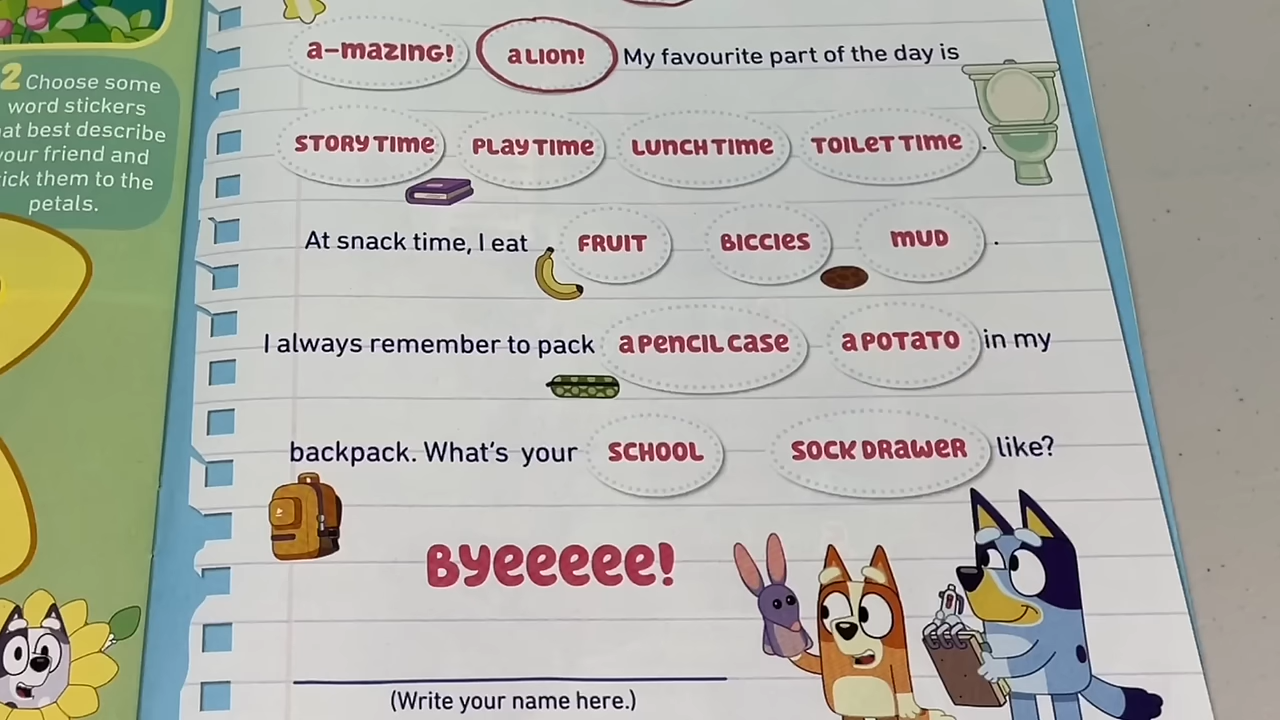 a-mazing! a LION! My favourite part of the day is
STORY TIME PLAY TIME LUNCH TIME TOILET TIME .
At snack time, I eat FRUIT BICCIES MUD .
I always remember to pack a PENCIL CASE a POTATO in my
backpack. What's your SCHOOL SOCK DRAWER like?
BYEEEEE!
(Write your name here.)
2 Choose some
word stickers
at best describe
your friend and
ick them to the
petals.